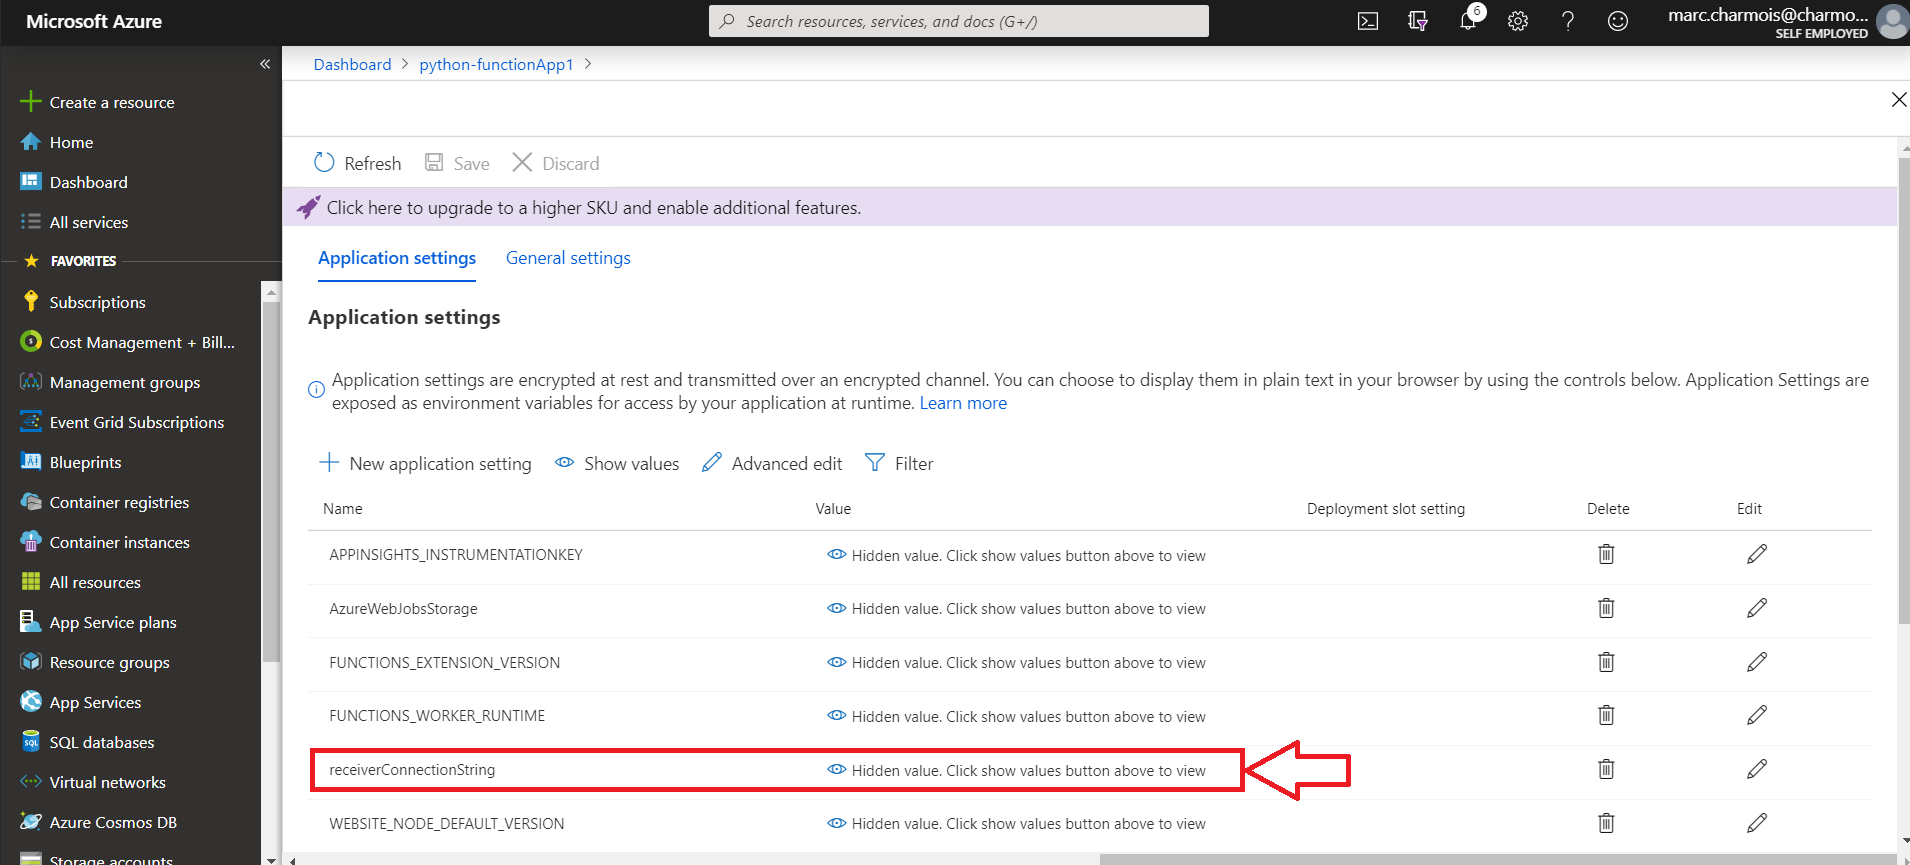 Microsoft Azure
Search resources, services, and docs (G+/)
6
marc.charmois@charmo...
SELF EMPLOYED
«
Create a resource
Home
Dashboard
All services
FAVORITES
Subscriptions
Cost Management + Bill...
Management groups
Event Grid Subscriptions
Blueprints
Container registries
Container instances
All resources
App Service plans
Resource groups
App Services
SQL databases
Virtual networks
Azure Cosmos DB
Storage accounts
Dashboard > python-functionApp1 >
Refresh Save Discard
Click here to upgrade to a higher SKU and enable additional features.
Application settings General settings
Application settings
Application settings are encrypted at rest and transmitted over an encrypted channel. You can choose to display them in plain text in your browser by using the controls below. Application Settings are
exposed as environment variables for access by your application at runtime. Learn more
New application setting Show values Advanced edit Filter
Name Value Deployment slot setting Delete Edit
APPINSIGHTS_INSTRUMENTATIONKEY Hidden value. Click show values button above to view
AzureWebJobsStorage Hidden value. Click show values button above to view
FUNCTIONS_EXTENSION_VERSION Hidden value. Click show values button above to view
FUNCTIONS_WORKER_RUNTIME Hidden value. Click show values button above to view
receiverConnectionString Hidden value. Click show values button above to view
WEBSITE_NODE_DEFAULT_VERSION Hidden value. Click show values button above to view